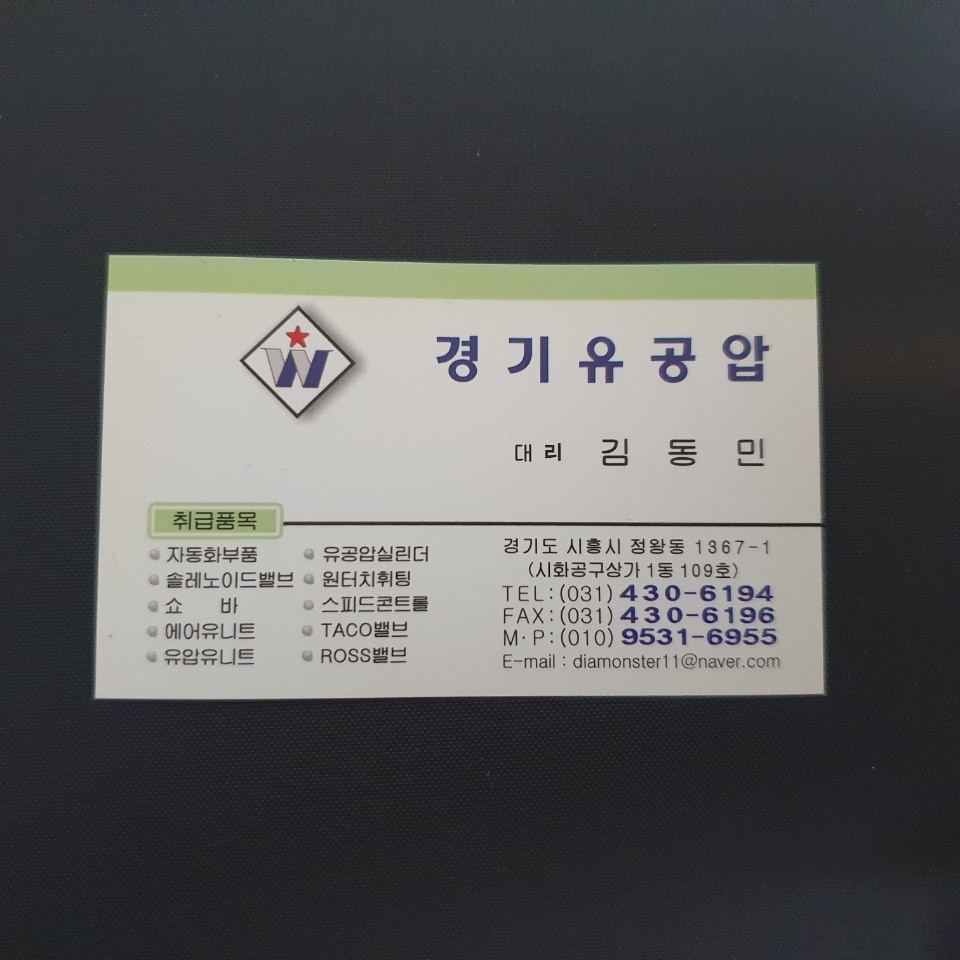 W
경기유공압
대리 김동민
취급품목
자동화부품
솔레노이드밸브
쇼 바
에어유니트
유압유니트
유공압실린더
원터치휘팅
스피드콘트롤
TACO밸브
ROSS밸브
경기도 시흥시 정왕동 1367-1
(시화공구상가 1동 109호)
TEL:(031) 430-6194
FAX:(031) 430-6196
M·P:(010) 9531-6955
E-mail : diamonster11@naver.com